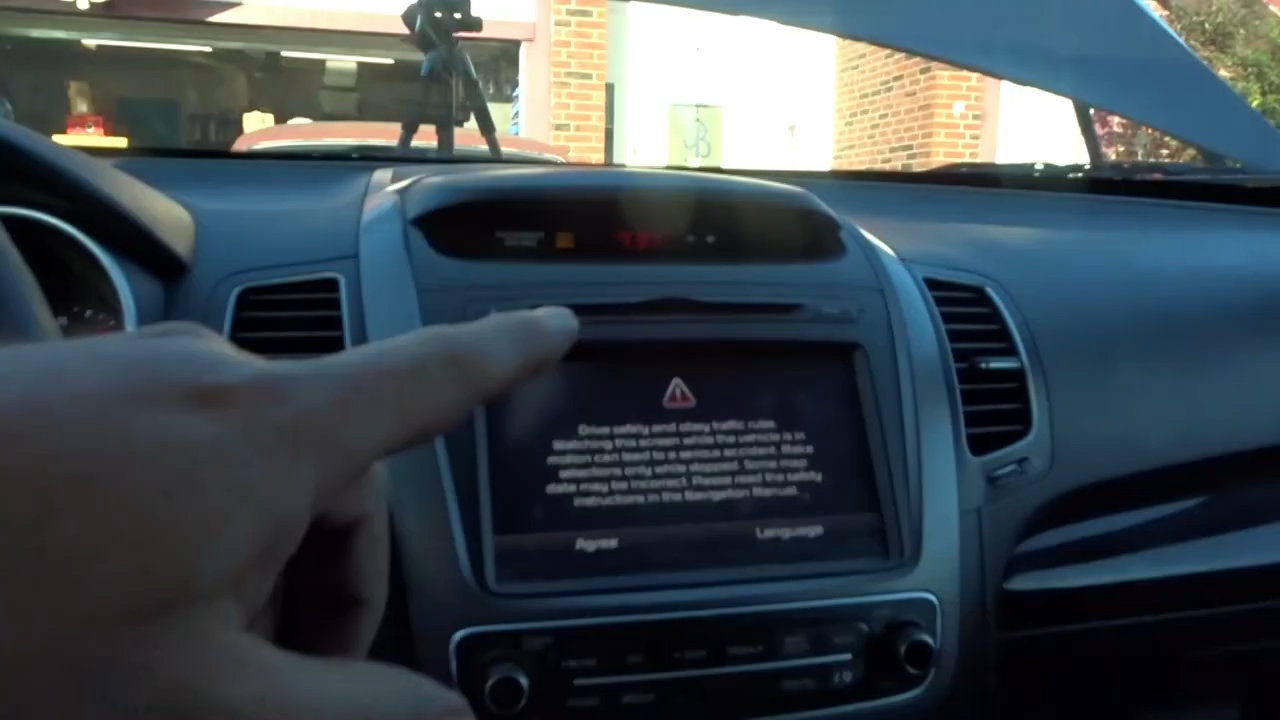 Drive safely and obey traffic rules.
Watching this screen while the vehicle is in
motion can lead to a serious accident. Make
selections only while stopped. Some map
data may be incorrect. Please read the safety
instructions in the Navigation Manual.
Agree
Language